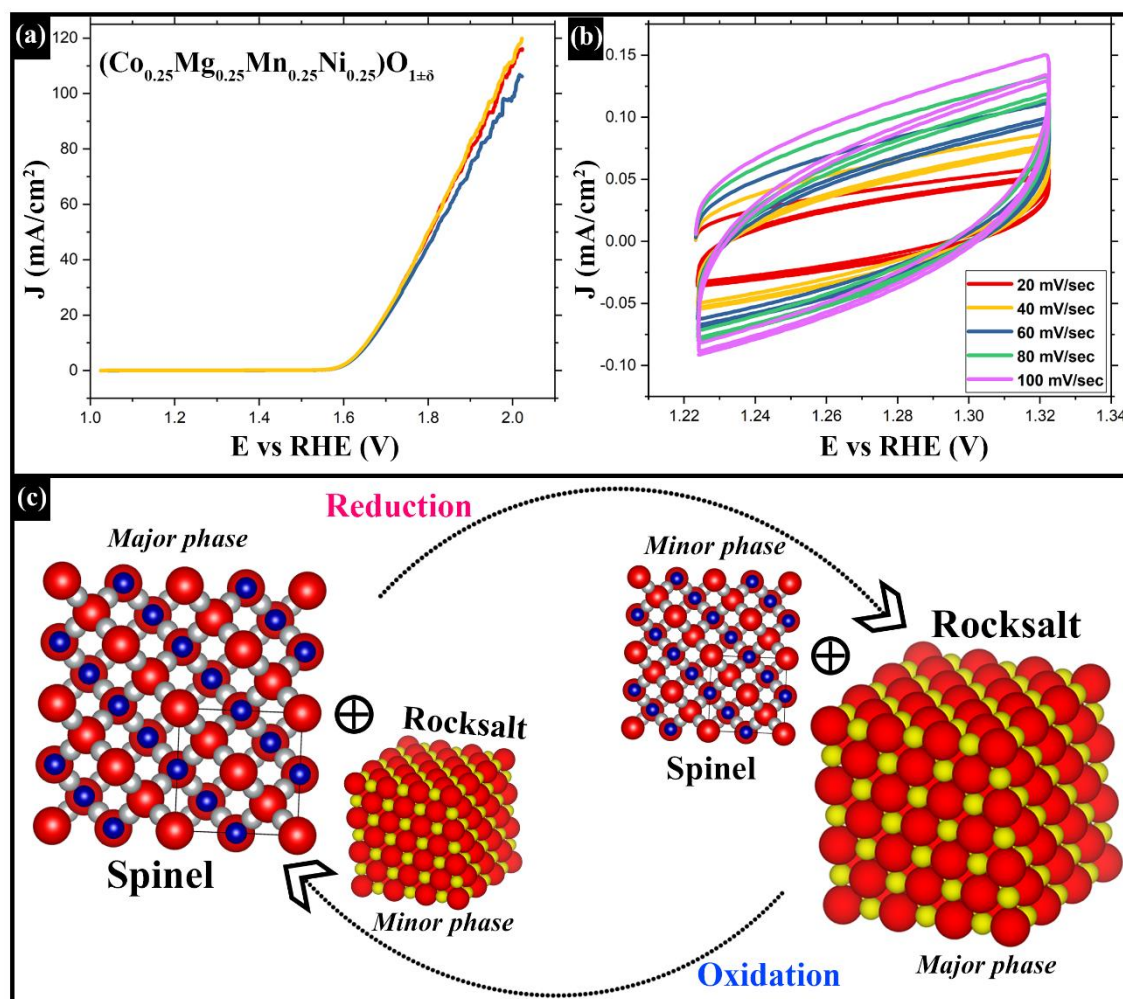 (a)
(Co₀.₂₅Mg₀.₂₅Mn₀.₂₅Ni₀.₂₅)O₁±δ
J (mA/cm²)
120
100
80
60
40
20
0
1.0 1.2 1.4 1.6 1.8 2.0
E vs RHE (V)
(b)
J (mA/cm²)
0.15
0.10
0.05
0.00
-0.05
-0.10
20 mV/sec
40 mV/sec
60 mV/sec
80 mV/sec
100 mV/sec
1.22 1.24 1.26 1.28 1.30 1.32 1.34
E vs RHE (V)
(c)
Reduction
Major phase
Minor phase
Rocksalt
Rocksalt
Spinel
Spinel
Minor phase
Oxidation
Major phase